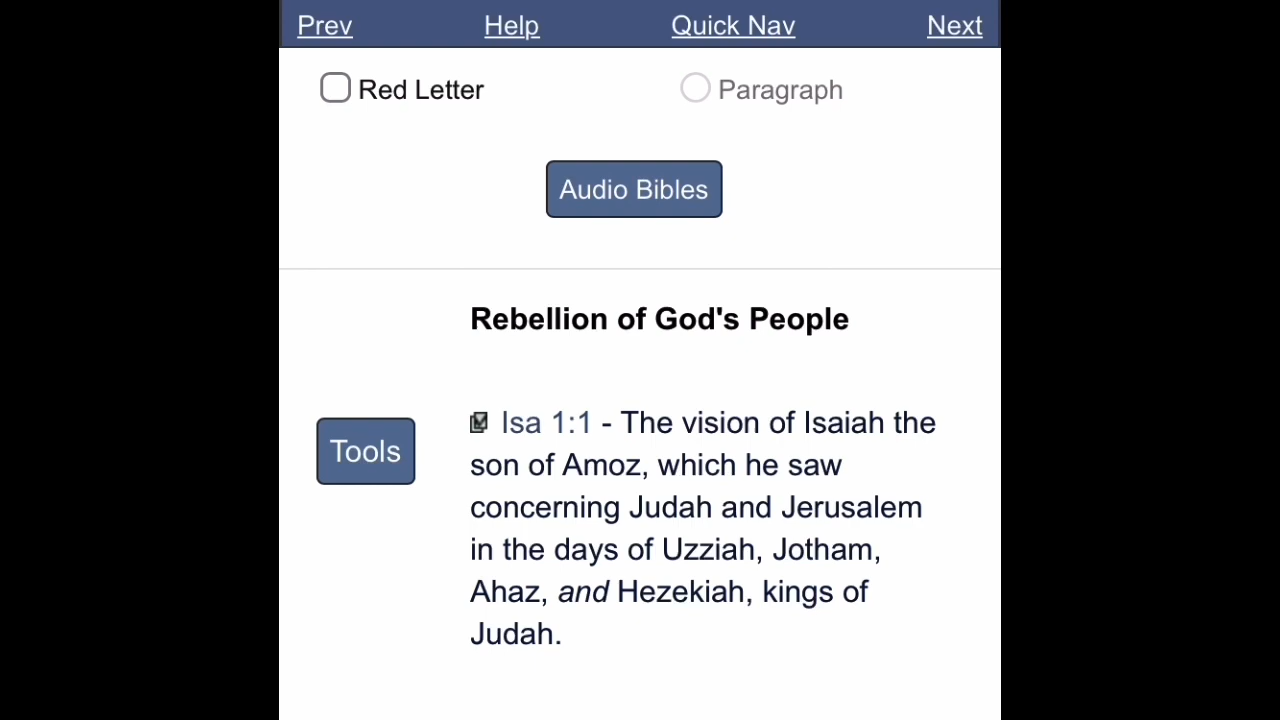 Prev Help Quick Nav Next
Red Letter Paragraph
Audio Bibles
Rebellion of God's People
Tools
Isa 1:1 - The vision of Isaiah the
son of Amoz, which he saw
concerning Judah and Jerusalem
in the days of Uzziah, Jotham,
Ahaz, and Hezekiah, kings of
Judah.